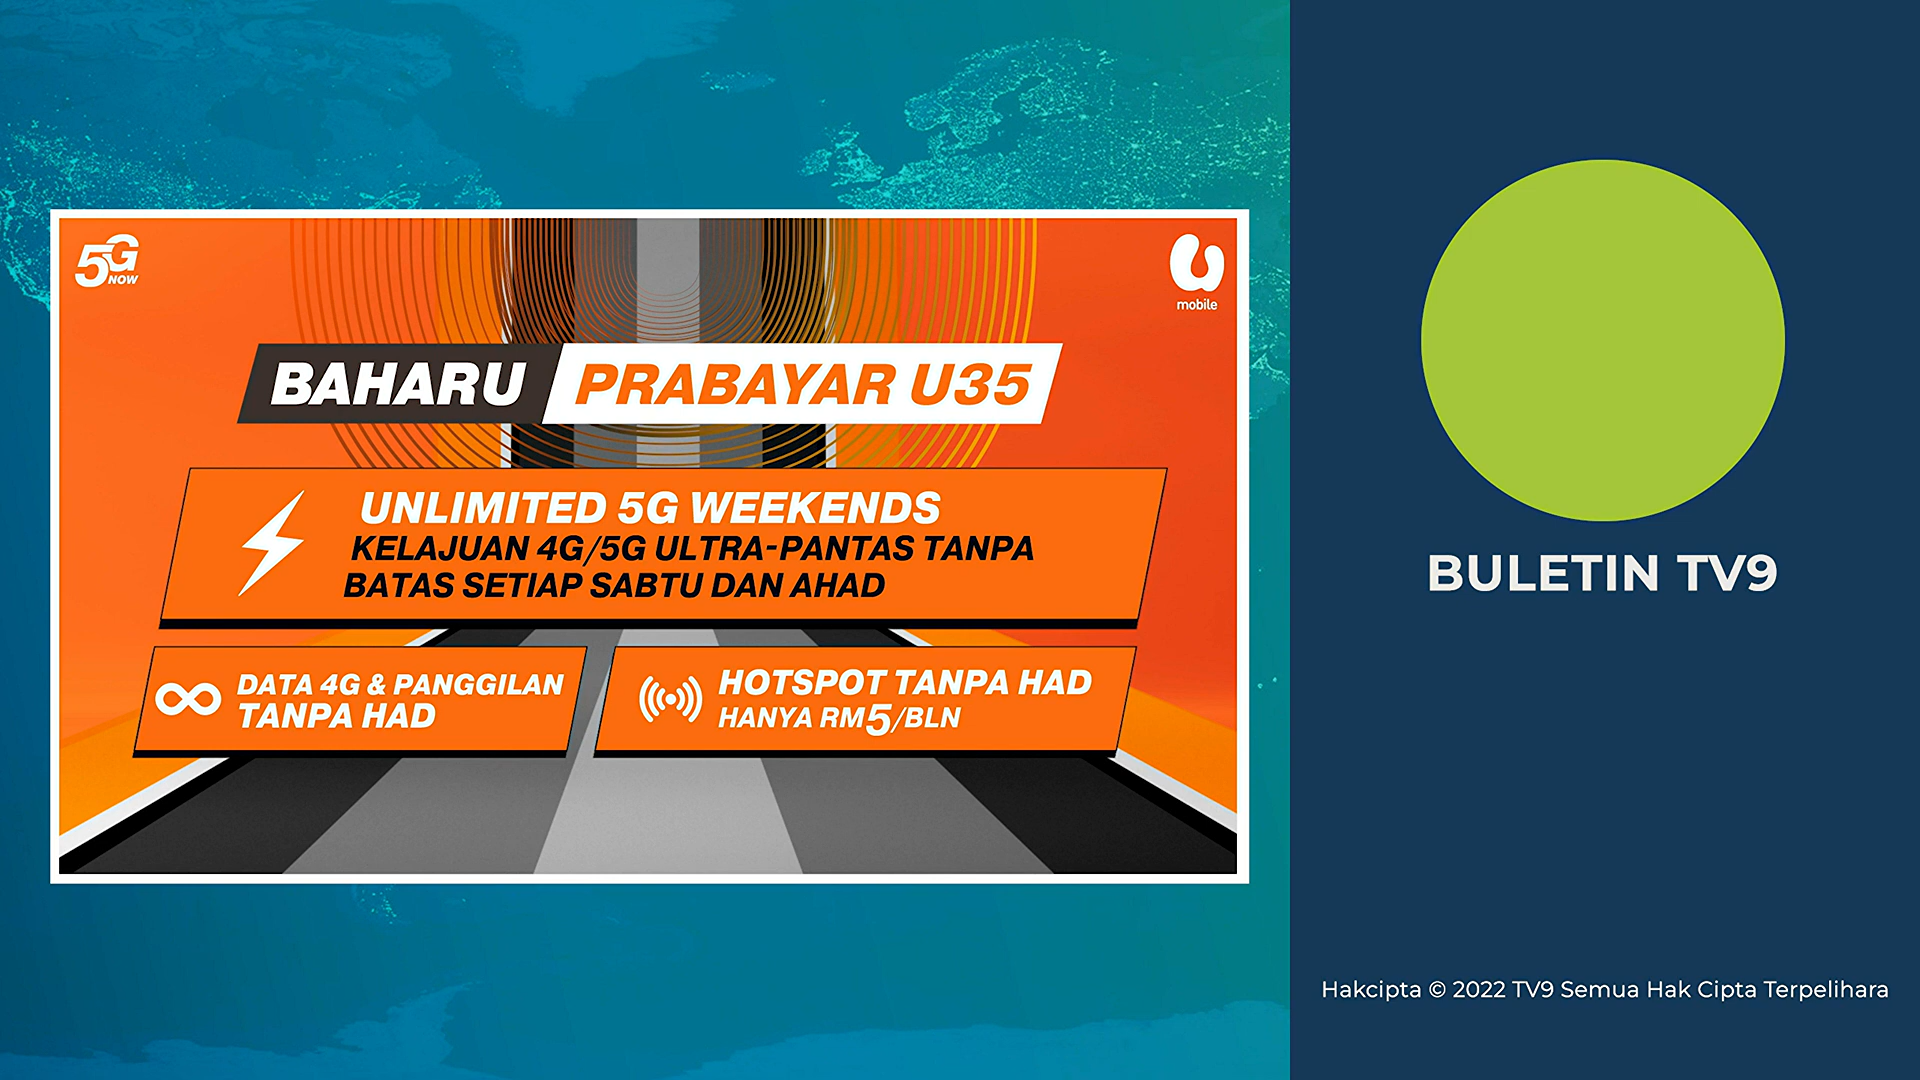 5G
NOW
mobile
BAHARU PRABAYAR U35
UNLIMITED 5G WEEKENDS
KELAJUAN 4G/5G ULTRA-PANTAS TANPA
BATAS SETIAP SABTU DAN AHAD
DATA 4G & PANGGILAN
TANPA HAD
HOTSPOT TANPA HAD
HANYA RM5/BLN
BULETIN TV9
Hakcipta © 2022 TV9 Semua Hak Cipta Terpelihara